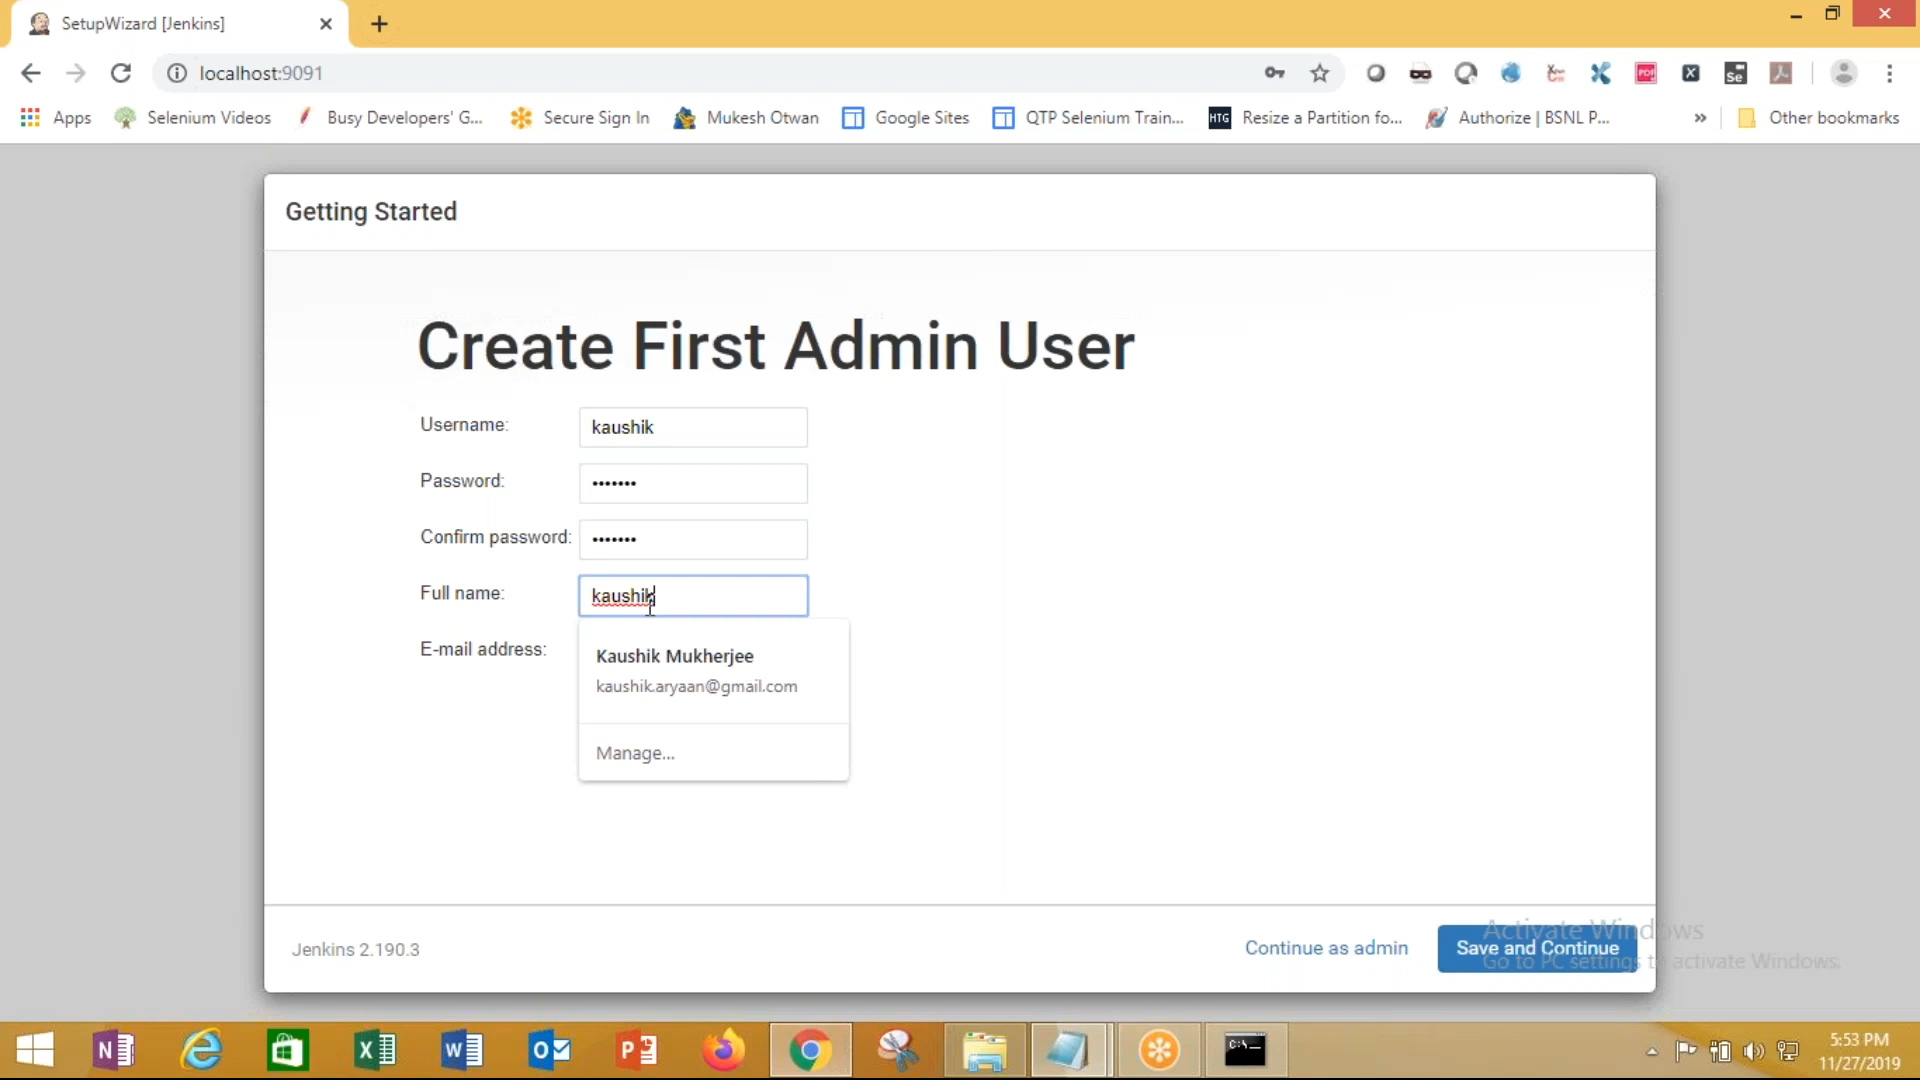 SetupWizard [Jenkins]
localhost:9091
Apps
Selenium Videos
Busy Developers' G...
Secure Sign In
Mukesh Otwan
Google Sites
QTP Selenium Train...
HTG
Resize a Partition fo...
Authorize | BSNL P...
»
Other bookmarks
Getting Started
Create First Admin User
Username:
kaushik
Password:
•••••••
Confirm password:
•••••••
Full name:
kaushik
E-mail address:
Kaushik Mukherjee
kaushik.aryaan@gmail.com
Manage...
Jenkins 2.190.3
Continue as admin
Save and Continue
Activate Windows
Go to PC settings to activate Windows.
5:53 PM
11/27/2019